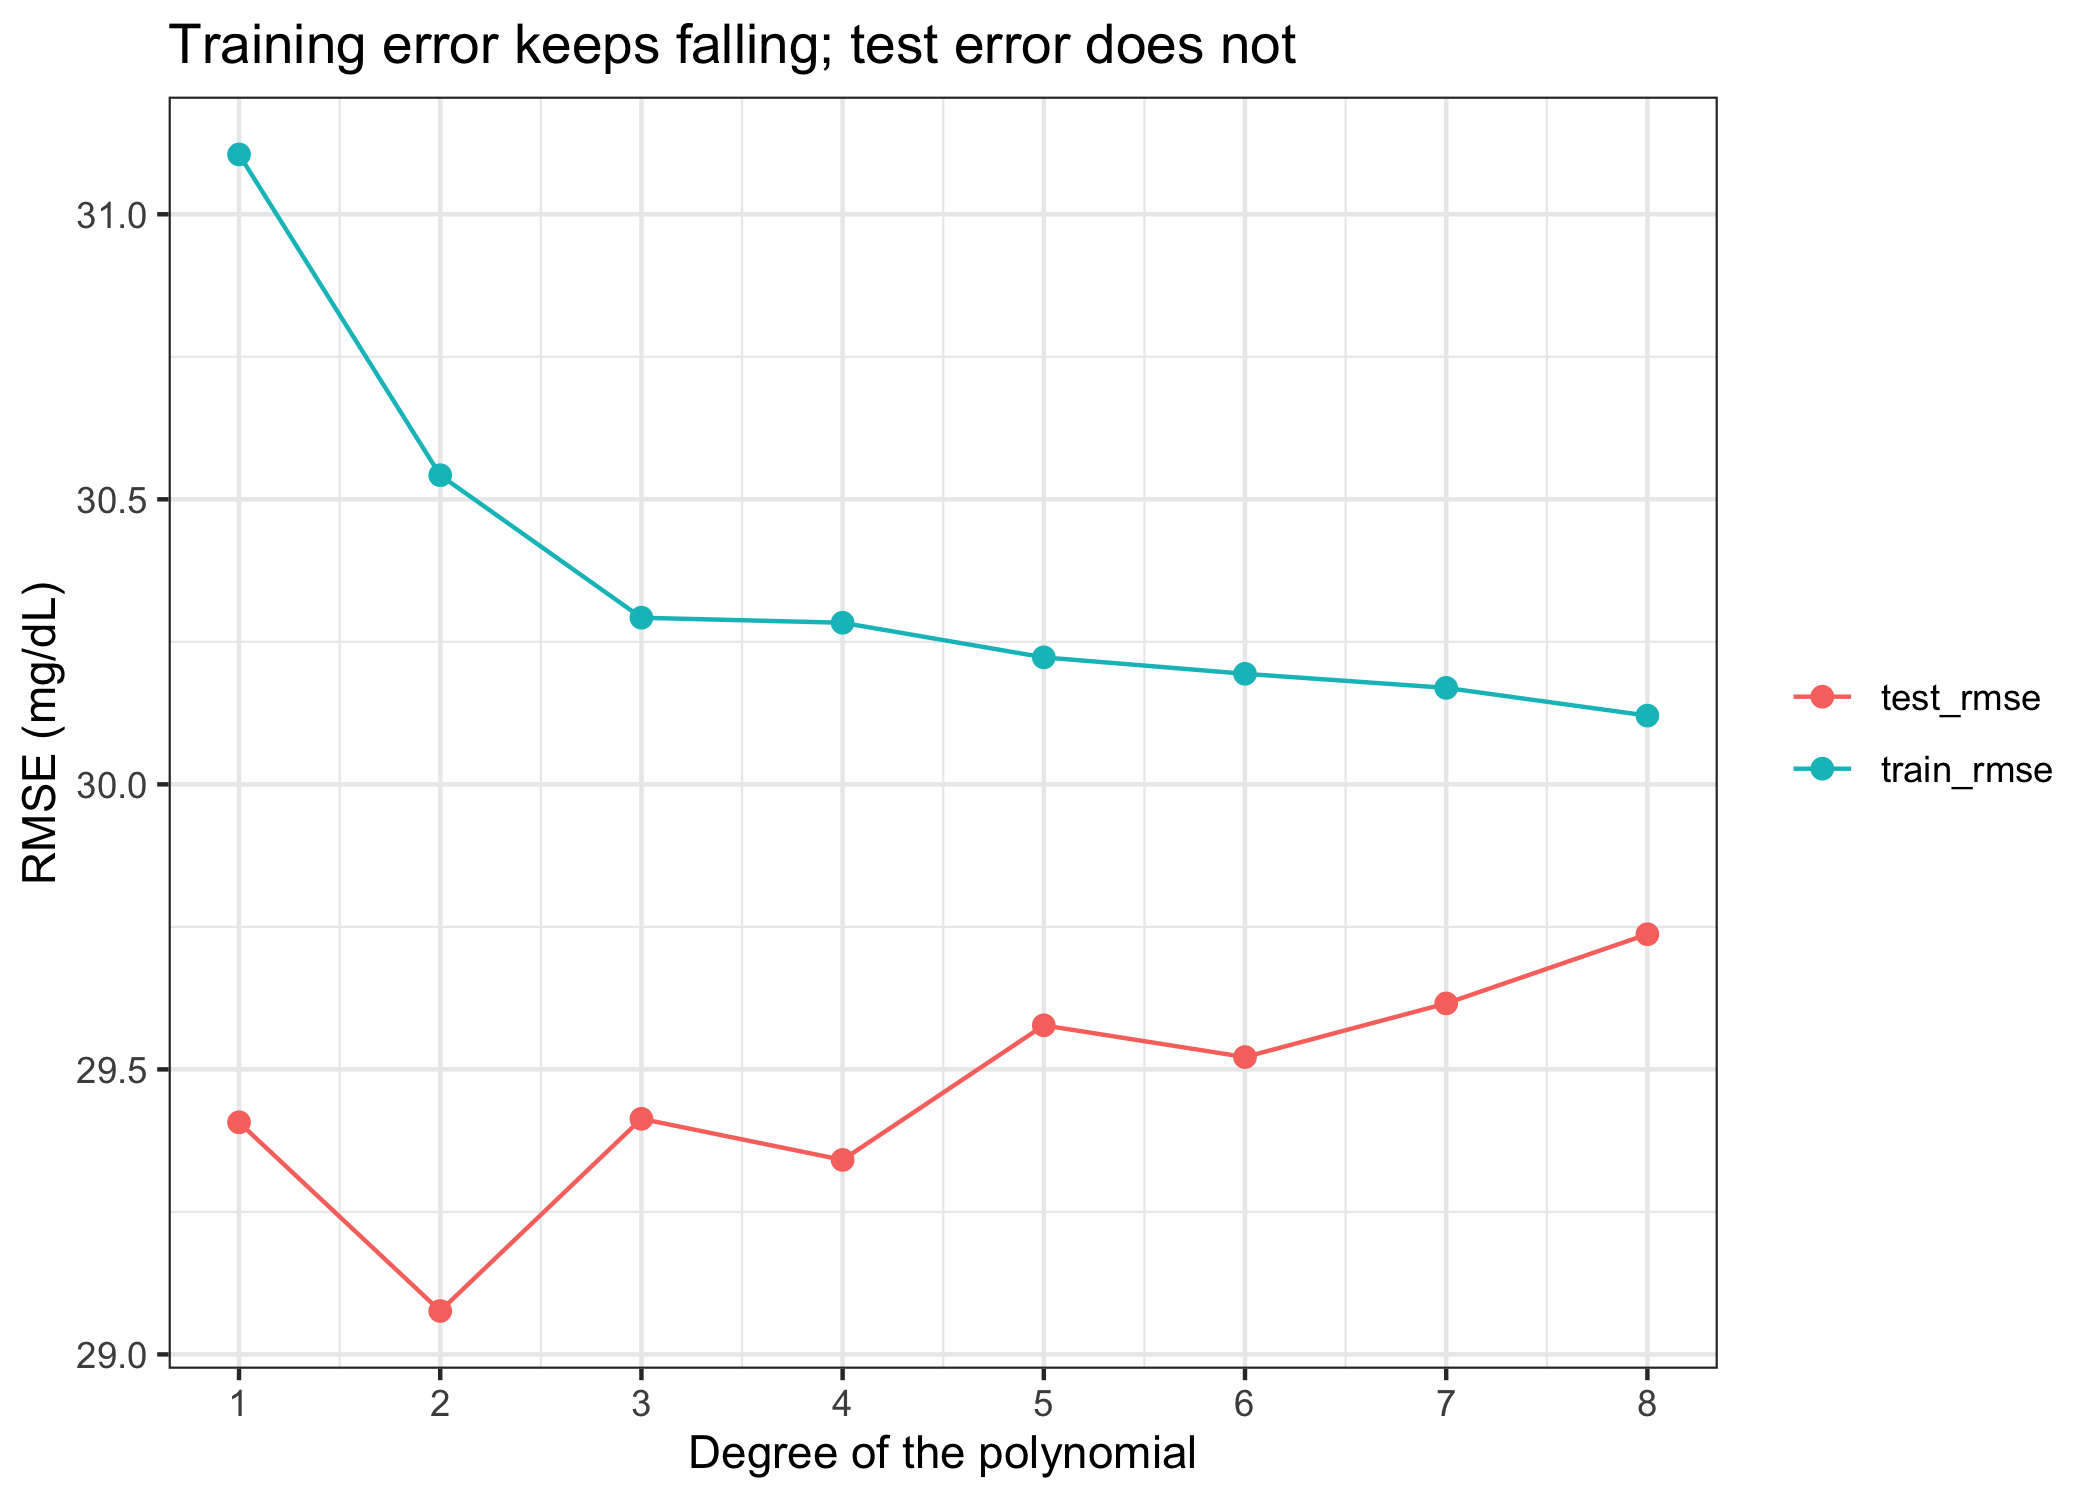 Training error keeps falling; test error does not
RMSE (mg/dL)
31.0
30.5
30.0
29.5
29.0
1 2 3 4 5 6 7 8
Degree of the polynomial
test_rmse
train_rmse